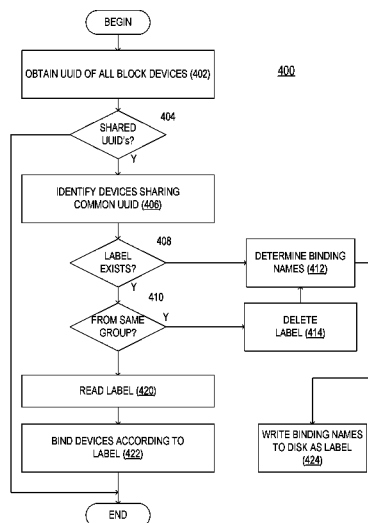 BEGIN
OBTAIN UUID OF ALL BLOCK DEVICES (402)
400
404
SHARED
UUID's?
Y
IDENTIFY DEVICES SHARING
COMMON UUID (406)
408
LABEL
EXISTS?
DETERMINE BINDING
NAMES (412)
Y
410
FROM SAME
GROUP?
Y
DELETE
LABEL (414)
READ LABEL (420)
BIND DEVICES ACCORDING TO
LABEL (422)
WRITE BINDING NAMES
TO DISK AS LABEL
(424)
END